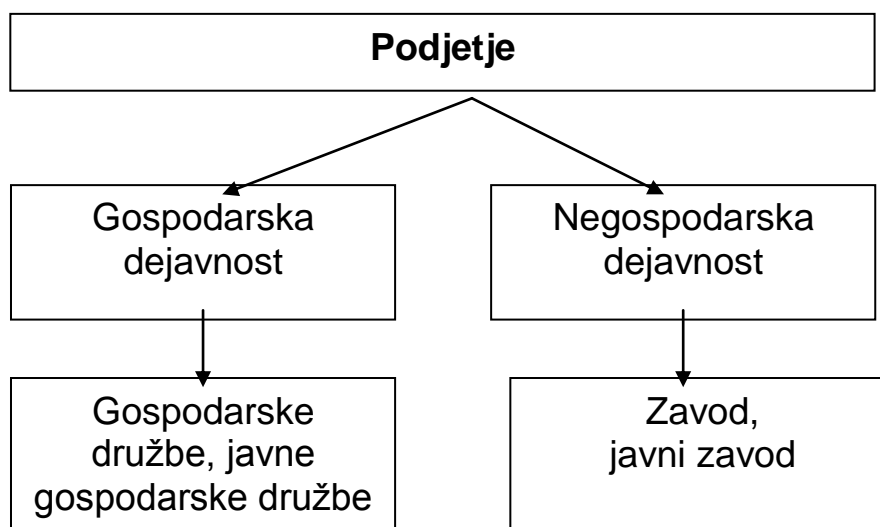 Podjetje
Gospodarska
dejavnost
Negospodarska
dejavnost
Gospodarske
družbe, javne
gospodarske družbe
Zavod,
javni zavod